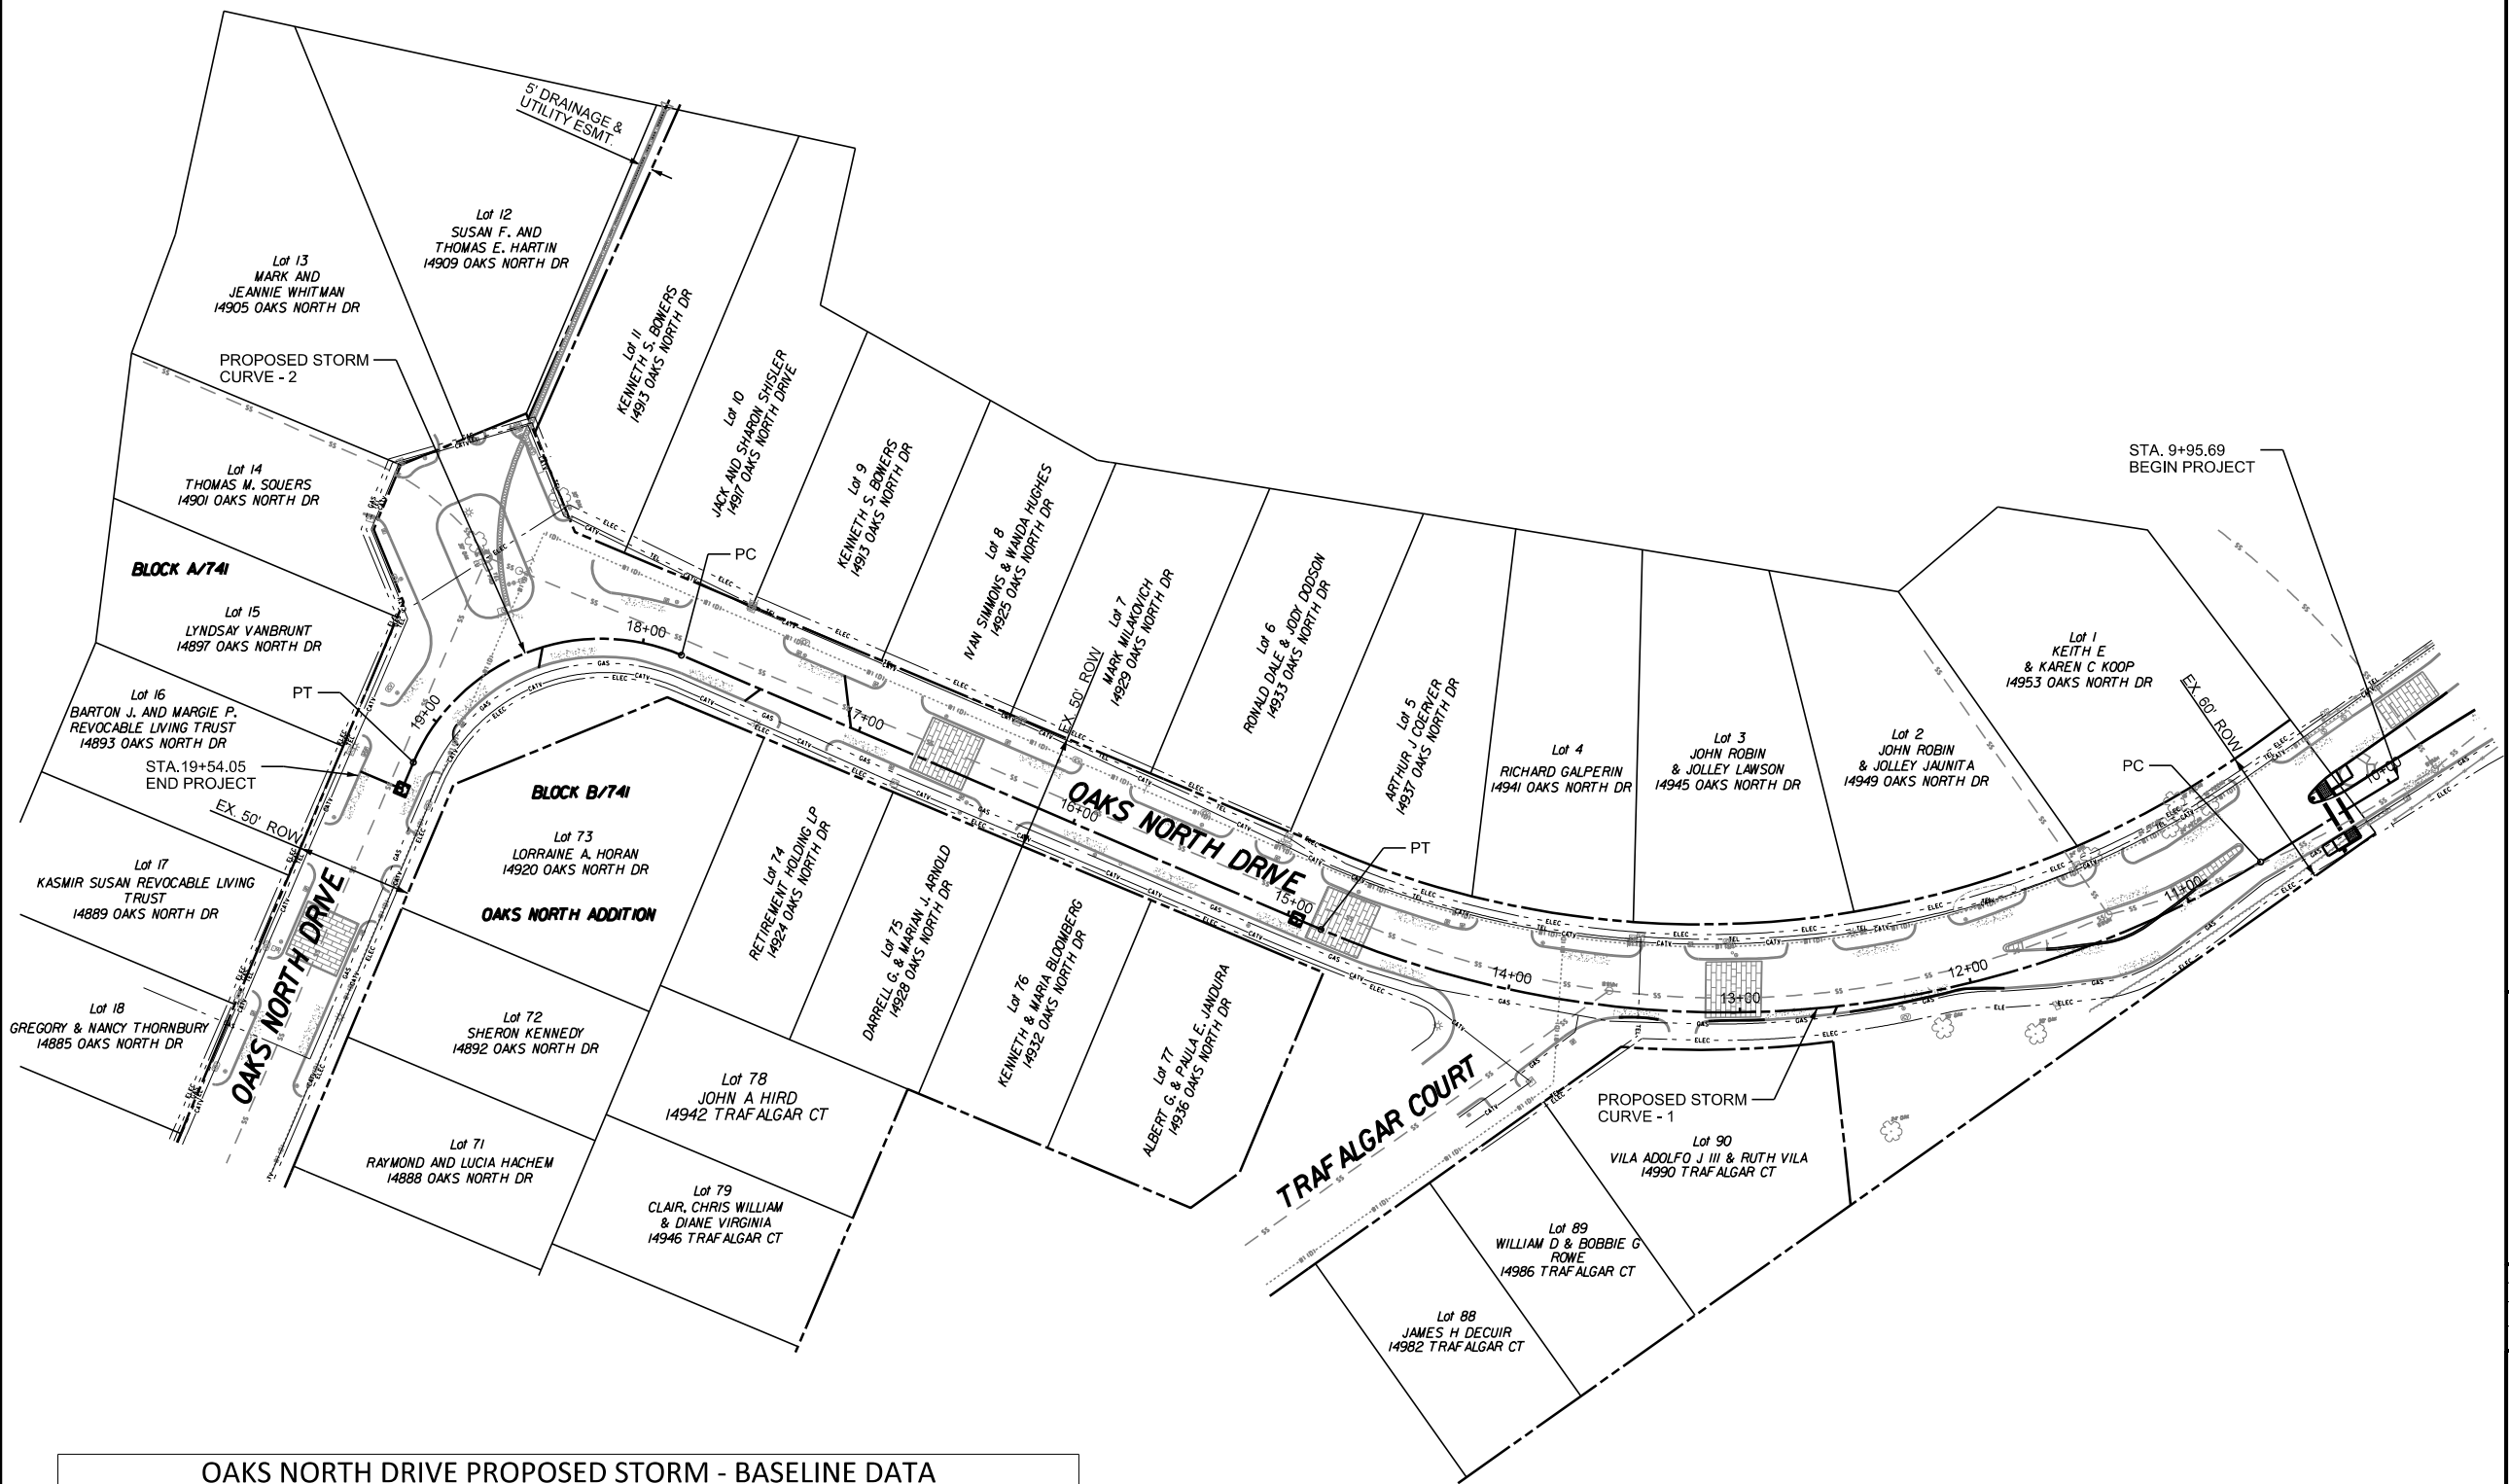 5' DRAINAGE &
UTILITY ESMT.
Lot 12
SUSAN F. AND
THOMAS E. HARTIN
14909 OAKS NORTH DR
Lot 13
MARK AND
JEANNIE WHITMAN
14905 OAKS NORTH DR
PROPOSED STORM
CURVE - 2
Lot 11
KENNETH S. BOWERS
14913 OAKS NORTH DR
Lot 10
JACK AND SHARON SHISLER
14917 OAKS NORTH DRIVE
Lot 9
KENNETH S. BOWERS
14913 OAKS NORTH DR
Lot 8
IVAN SIMMONS & WANDA HUGHES
14925 OAKS NORTH DR
Lot 7
MARK MILAKOVICH
14929 OAKS NORTH DR
EX. 50' ROW
Lot 6
RONALD DALE & JODY DODSON
14933 OAKS NORTH DR
Lot 5
ARTHUR J COERVER
14937 OAKS NORTH DR
Lot 4
RICHARD GALPERIN
14941 OAKS NORTH DR
Lot 3
JOHN ROBIN
& JOLLEY LAWSON
14945 OAKS NORTH DR
Lot 2
JOHN ROBIN
& JOLLEY JAUNITA
14949 OAKS NORTH DR
Lot 1
KEITH E
& KAREN C KOOP
14953 OAKS NORTH DR
EX. 60' ROW
STA. 9+95.69
BEGIN PROJECT
PC
10+00
11+00
12+00
13+00
14+00
15+00
16+00
17+00
18+00
19+00
PC
PT
PT
Lot 14
THOMAS M. SOUERS
14901 OAKS NORTH DR
BLOCK A/741
Lot 15
LYNDSAY VANBRUNT
14897 OAKS NORTH DR
Lot 16
BARTON J. AND MARGIE P.
REVOCABLE LIVING TRUST
14893 OAKS NORTH DR
STA.19+54.05
END PROJECT
EX. 50' ROW
Lot 17
KASMIR SUSAN REVOCABLE LIVING
TRUST
14889 OAKS NORTH DR
Lot 18
GREGORY & NANCY THORNBURY
14885 OAKS NORTH DR
OAKS NORTH DRIVE
OAKS NORTH DRIVE
BLOCK B/741
Lot 73
LORRAINE A. HORAN
14920 OAKS NORTH DR
OAKS NORTH ADDITION
Lot 72
SHERON KENNEDY
14892 OAKS NORTH DR
Lot 71
RAYMOND AND LUCIA HACHEM
14888 OAKS NORTH DR
Lot 74
RETIREMENT HOLDING LP
14924 OAKS NORTH DR
Lot 75
DARRELL G. & MARIAN J. ARNOLD
14928 OAKS NORTH DR
Lot 76
KENNETH & MARIA BLOOMBERG
14932 OAKS NORTH DR
Lot 77
ALBERT G. & PAULA E. JANDURA
14936 OAKS NORTH DR
Lot 78
JOHN A HIRD
14942 TRAFALGAR CT
Lot 79
CLAIR, CHRIS WILLIAM
& DIANE VIRGINIA
14946 TRAFALGAR CT
TRAFALGAR COURT
PROPOSED STORM
CURVE - 1
Lot 90
VILA ADOLFO J III & RUTH VILA
14990 TRAFALGAR CT
Lot 89
WILLIAM D & BOBBIE G
ROWE
14986 TRAFALGAR CT
Lot 88
JAMES H DECUIR
14982 TRAFALGAR CT
OAKS NORTH DRIVE PROPOSED STORM - BASELINE DATA